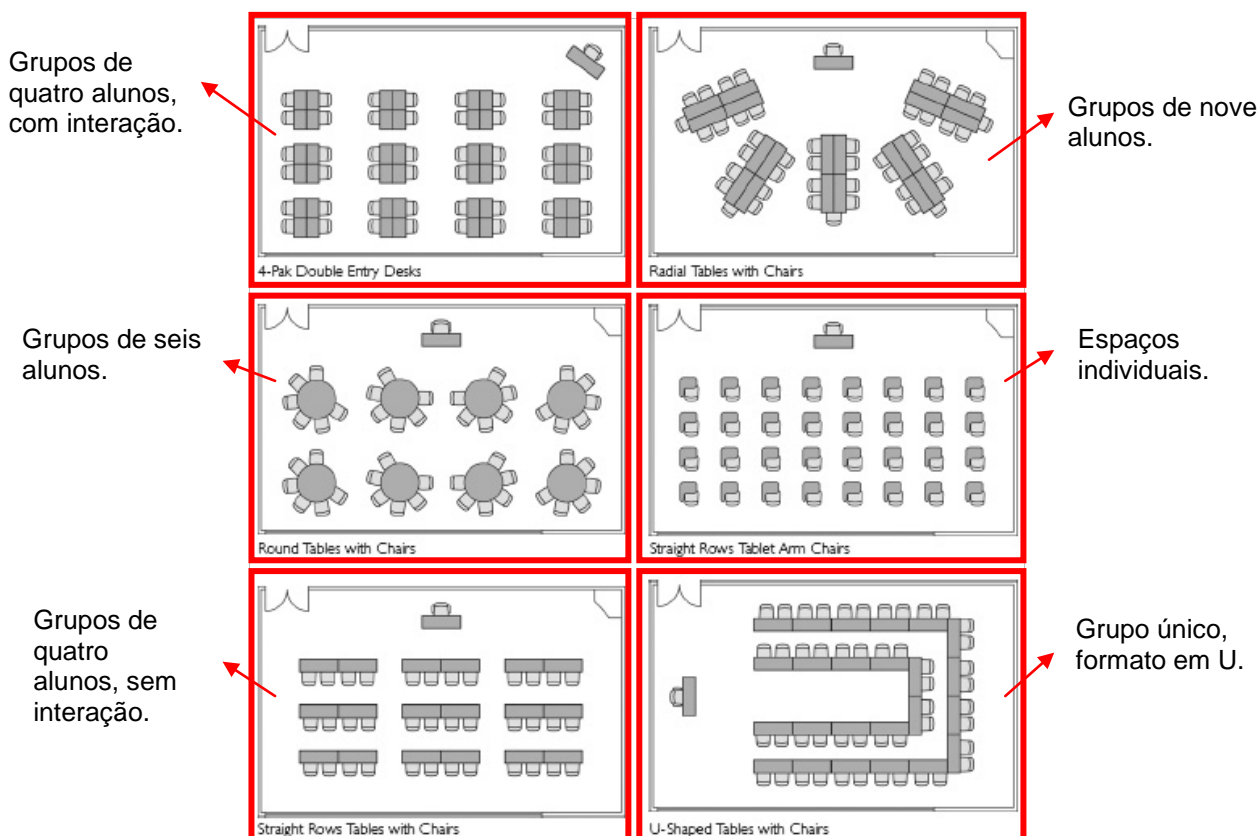 Grupos de
quatro alunos,
com interação.
4-Pak Double Entry Desks
Grupos de nove
alunos.
Radial Tables with Chairs
Grupos de seis
alunos.
Round Tables with Chairs
Espaços
individuais.
Straight Rows Tablet Arm Chairs
Grupos de
quatro
alunos, sem
interação.
Straight Rows Tables with Chairs
Grupo único,
formato em U.
U-Shaped Tables with Chairs